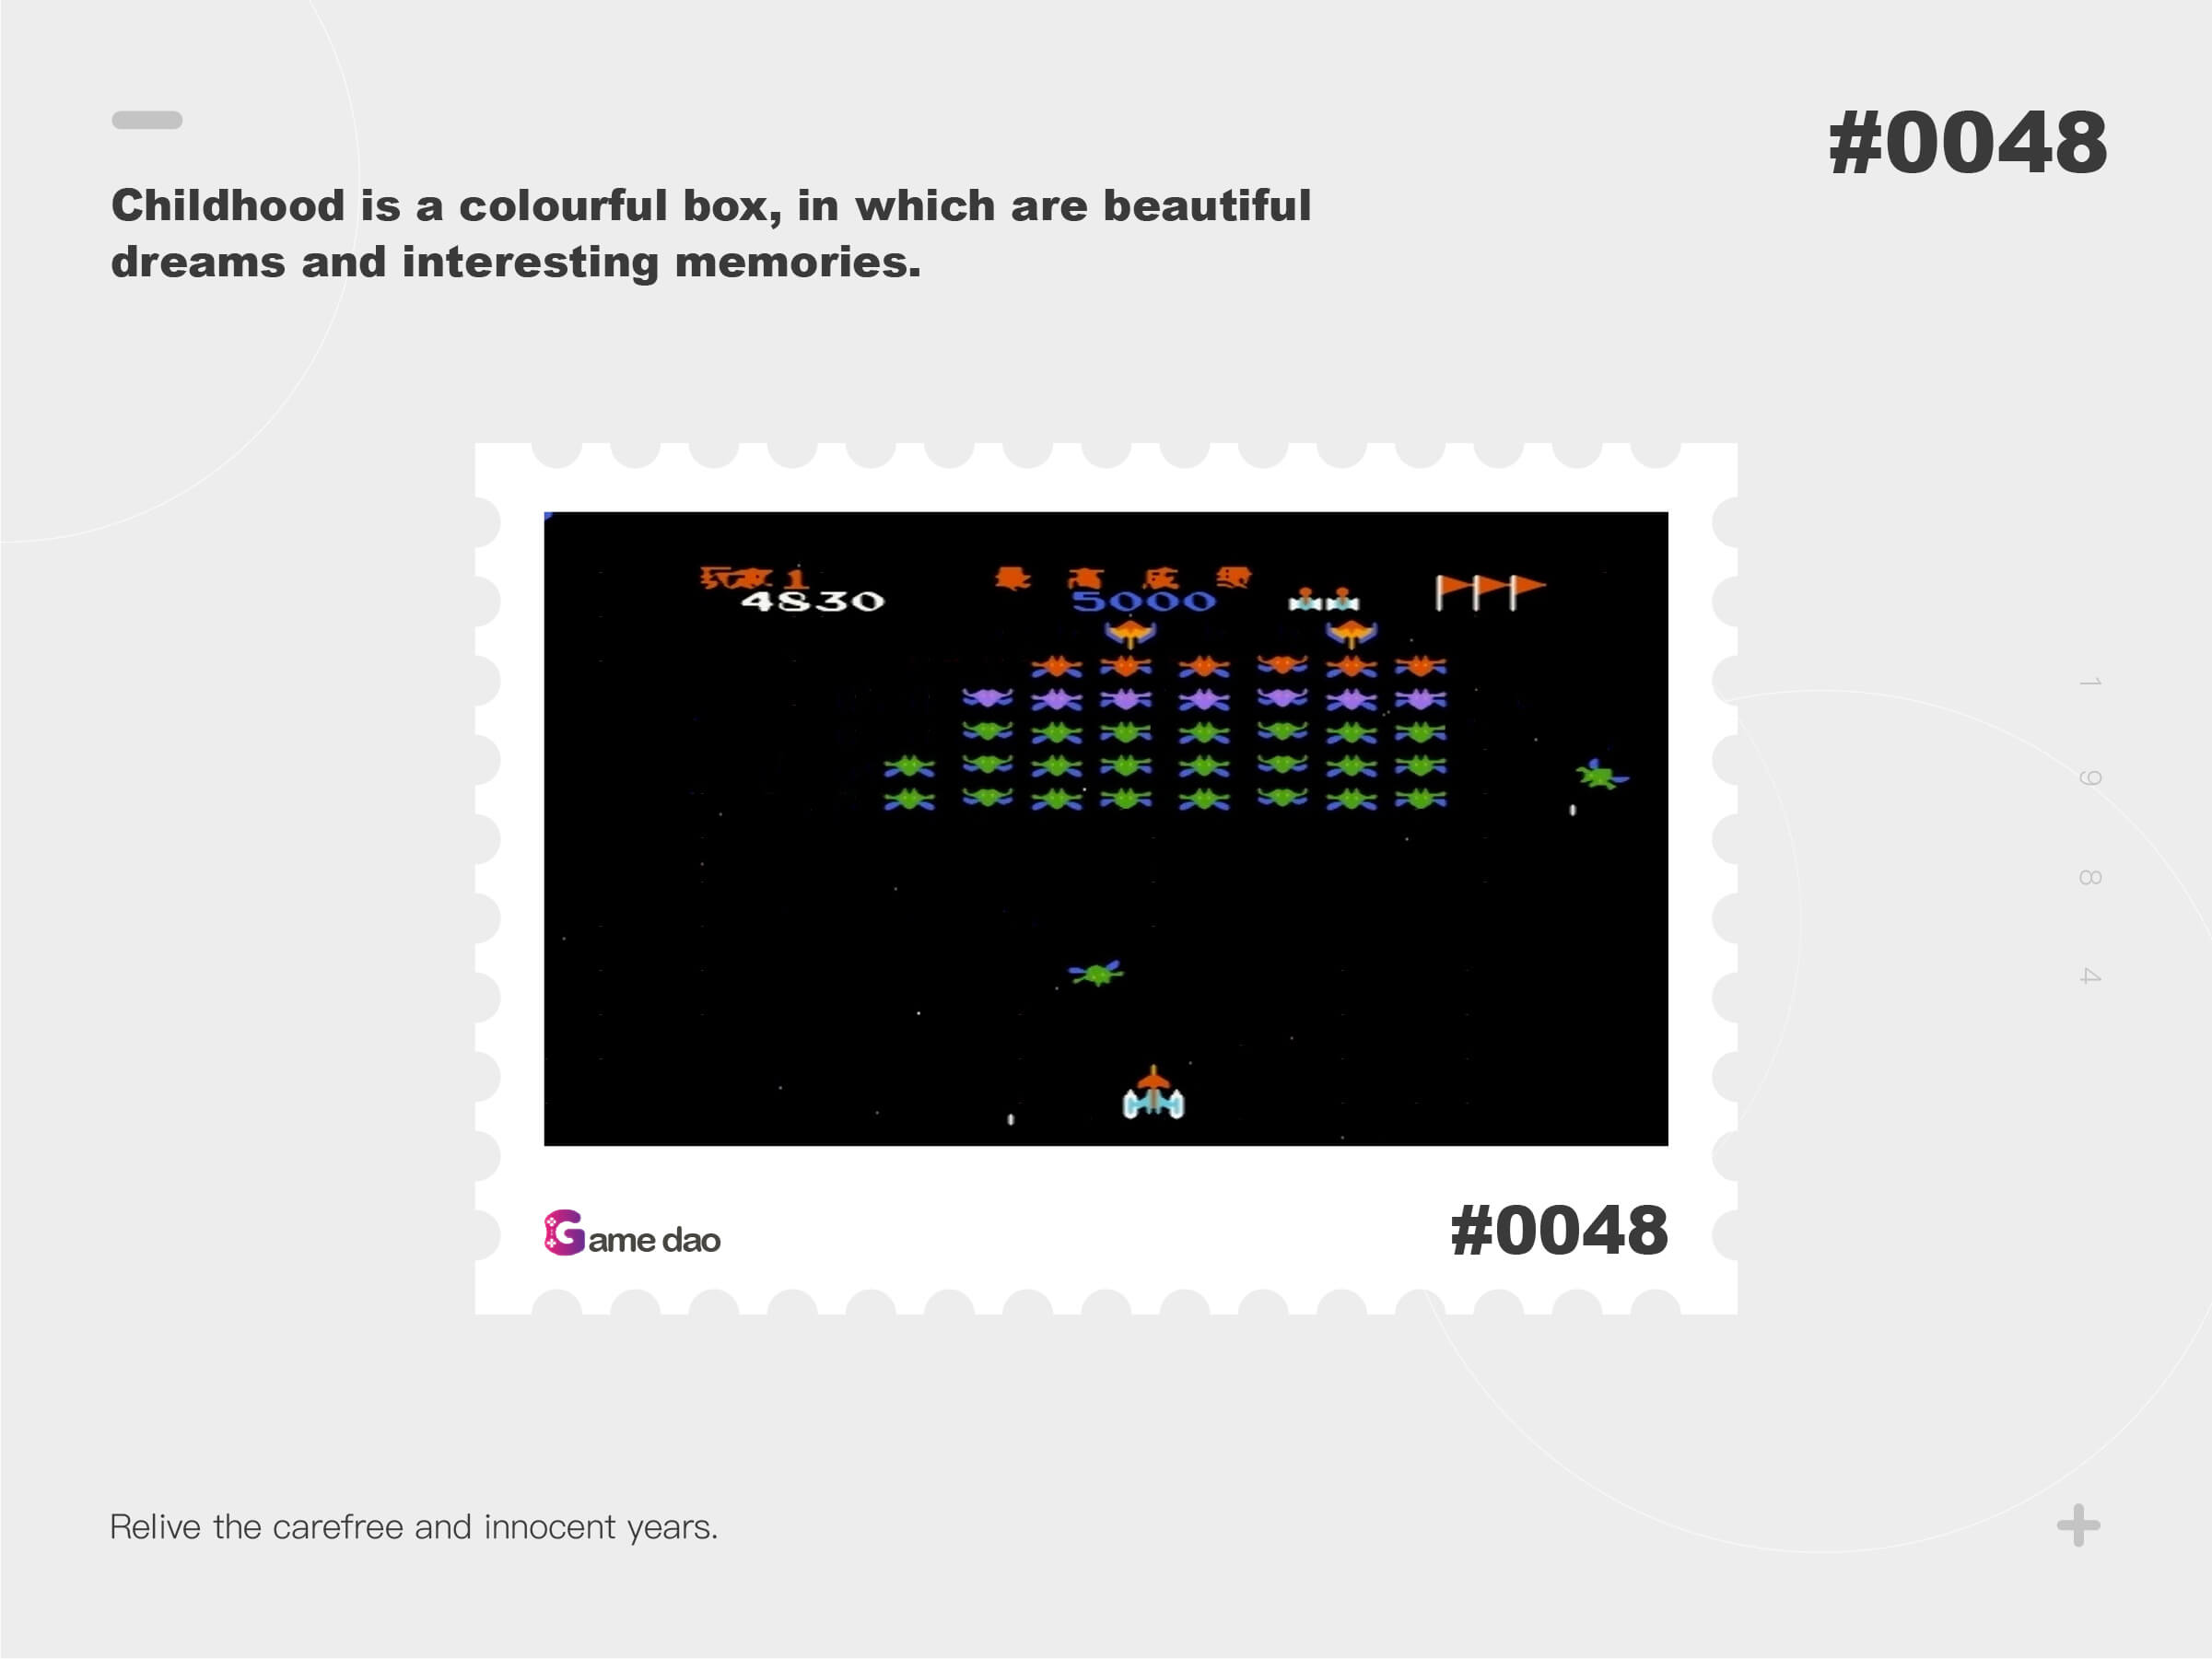 #0048
Childhood is a colourful box, in which are beautiful
dreams and interesting memories.
1
4830
5000
1 9 8 4
Game dao
#0048
Relive the carefree and innocent years.